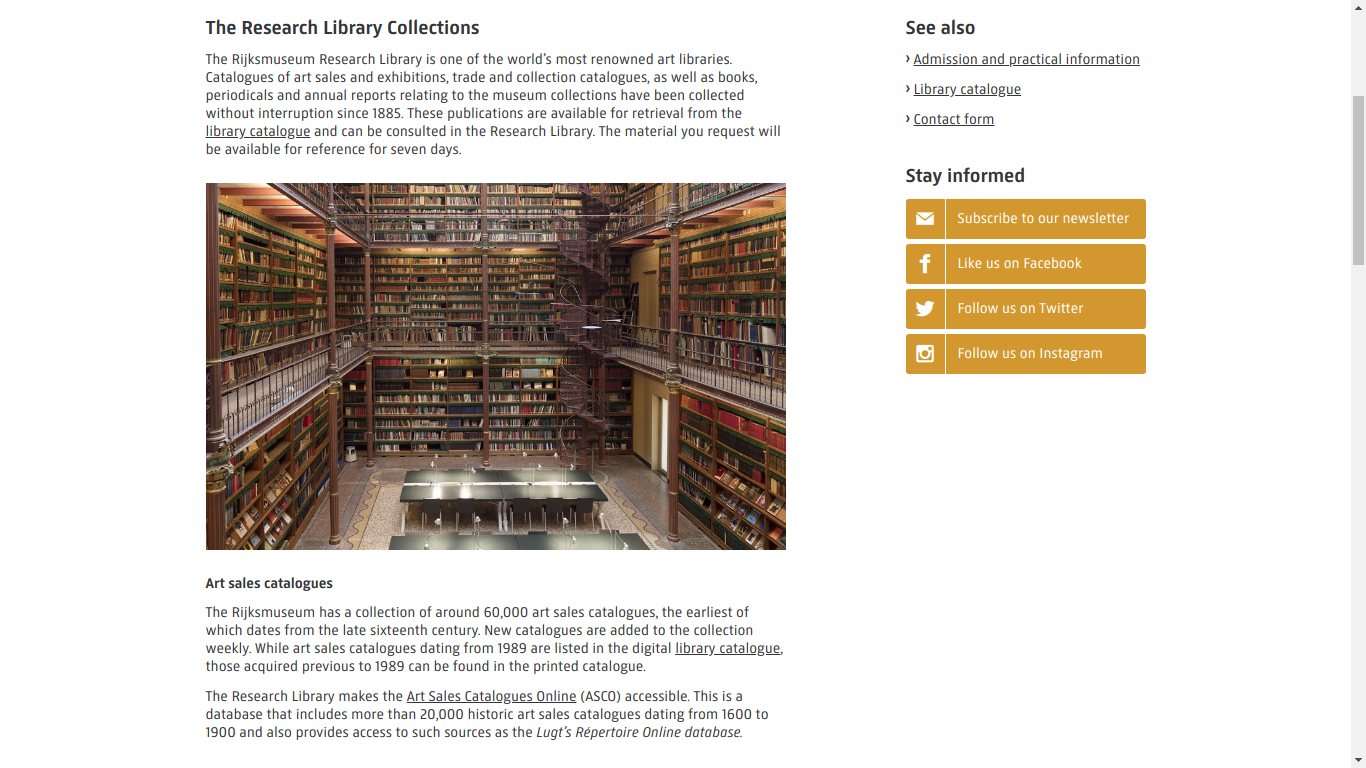 The Research Library Collections
The Rijksmuseum Research Library is one of the world's most renowned art libraries.
Catalogues of art sales and exhibitions, trade and collection catalogues, as well as books,
periodicals and annual reports relating to the museum collections have been collected
without interruption since 1885. These publications are available for retrieval from the
library catalogue and can be consulted in the Research Library. The material you request will
be available for reference for seven days.
Art sales catalogues
The Rijksmuseum has a collection of around 60,000 art sales catalogues, the earliest of
which dates from the late sixteenth century. New catalogues are added to the collection
weekly. While art sales catalogues dating from 1989 are listed in the digital library catalogue,
those acquired previous to 1989 can be found in the printed catalogue.
The Research Library makes the Art Sales Catalogues Online (ASCO) accessible. This is a
database that includes more than 20,000 historic art sales catalogues dating from 1600 to
1900 and also provides access to such sources as the Lugt's Répertoire Online database.
See also
› Admission and practical information
› Library catalogue
› Contact form
Stay informed
Subscribe to our newsletter
Like us on Facebook
Follow us on Twitter
Follow us on Instagram